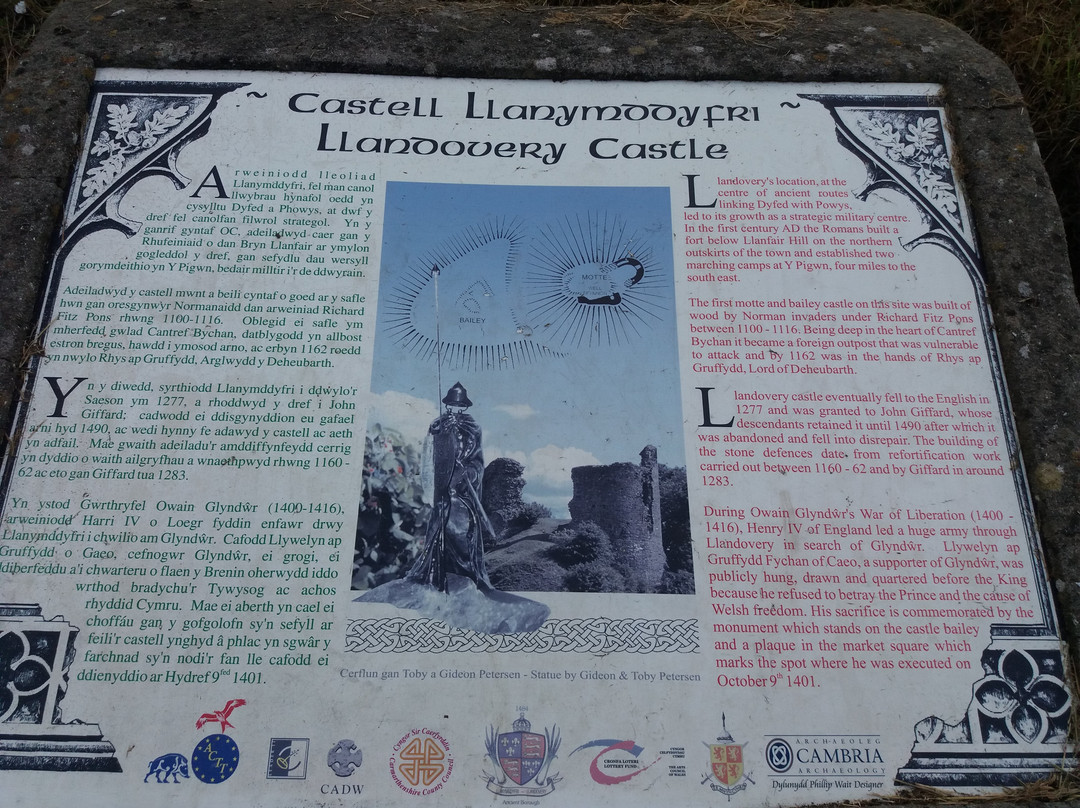 ~ Castell Llanymddyfri ~
Llandovery Castle
Arweiniodd lleoliad
Llanymddyfri, fel man canol
llwybrau hynafol oedd yn
cysylltu Dyfed a Phowys, at dwf y
dref fel canolfan filwrol strategol. Yn y
ganrif gyntaf OC, adeiladwyd caer gan y
Rhufeiniaid o dan Bryn Llanfair ar ymylon
gogleddol y dref, gan sefydlu dau wersyll
gorymdeithio yn Y Pigwn, bedair milltir i'r de ddwyrain.
Adeiladwyd y castell mwnt a beili cyntaf o goed ar y safle
hwn gan oresgynwyr Normanaidd dan arweiniad Richard
Fitz Pons rhwng 1100-1116. Oblegid ei safle ym
mherfedd gwlad Cantref Bychan, datblygodd yn allbost
estron bregus, hawdd i ymosod arno, ac erbyn 1162 roedd
yn nwylo Rhys ap Gruffydd, Arglwydd y Deheubarth.
Yn y diwedd, syrthiodd Llanymddyfri i ddwylo'r
Saeson ym 1277, a rhoddwyd y dref i John
Giffard; cadwodd ei ddisgynyddion eu gafael
arni hyd 1490, ac wedi hynny fe adawyd y castell ac aeth
yn adfail. Mae gwaith adeiladu'r amddiffynfeydd cerrig
yn dyddio o waith ailgryfhau a wnaethpwyd rhwng 1160 -
62 ac eto gan Giffard tua 1283.
Yn ystod Gwrthryfel Owain Glyndŵr (1400-1416),
arweiniodd Harri IV o Loegr fyddin enfawr drwy
Llanymddyfri i chwilio am Glyndŵr. Cafodd Llywelyn ap
Gruffydd o Gaeo, cefnogwr Glyndŵr, ei grogi, ei
ddiberfeddu a'i chwarteru o flaen y Brenin oherwydd iddo
wrthod bradychu'r Tywysog ac achos
rhyddid Cymru. Mae ei aberth yn cael ei
choffáu gan y gofgolofn sy'n sefyll ar
feili'r castell ynghyd â phlac yn sgwâr y
farchnad sy'n nodi'r fan lle cafodd ei
ddienyddio ar Hydref 9fed 1401.
BAILEY
MOTTE
Cerflun gan Toby a Gideon Petersen - Statue by Gideon & Toby Petersen
Llandovery's location, at the
centre of ancient routes
linking Dyfed with Powys,
led to its growth as a strategic military centre.
In the first century AD the Romans built a
fort below Llanfair Hill on the northern
outskirts of the town and established two
marching camps at Y Pigwn, four miles to the
south east.
The first motte and bailey castle on this site was built of
wood by Norman invaders under Richard Fitz Pons
between 1100 - 1116. Being deep in the heart of Cantref
Bychan it became a foreign outpost that was vulnerable
to attack and by 1162 was in the hands of Rhys ap
Gruffydd, Lord of Deheubarth.
Llandovery castle eventually fell to the English in
1277 and was granted to John Giffard, whose
descendants retained it until 1490 after which it
was abandoned and fell into disrepair. The building of
the stone defences date from refortification work
carried out between 1160 - 62 and by Giffard in around
1283.
During Owain Glyndŵr's War of Liberation (1400 -
1416), Henry IV of England led a huge army through
Llandovery in search of Glyndŵr. Llywelyn ap
Gruffydd Fychan of Caeo, a supporter of Glyndŵr, was
publicly hung, drawn and quartered before the King
because he refused to betray the Prince and the cause of
Welsh freedom. His sacrifice is commemorated by the
monument which stands on the castle bailey
and a plaque in the market square which
marks the spot where he was executed on
October 9th 1401.
CADW
Cyngor Sir Caerfyrddin
Carmarthenshire County Council
Ancient Borough
CRONFA LOTERI
LOTTERY FUND
CYNGOR
CELFYDDYDAU
CYMRU
THE ARTS
COUNCIL
OF WALES
ARCHAEOLEG
CAMBRIA
ARCHAEOLOGY
Dylunydd Phillip Wait Designer